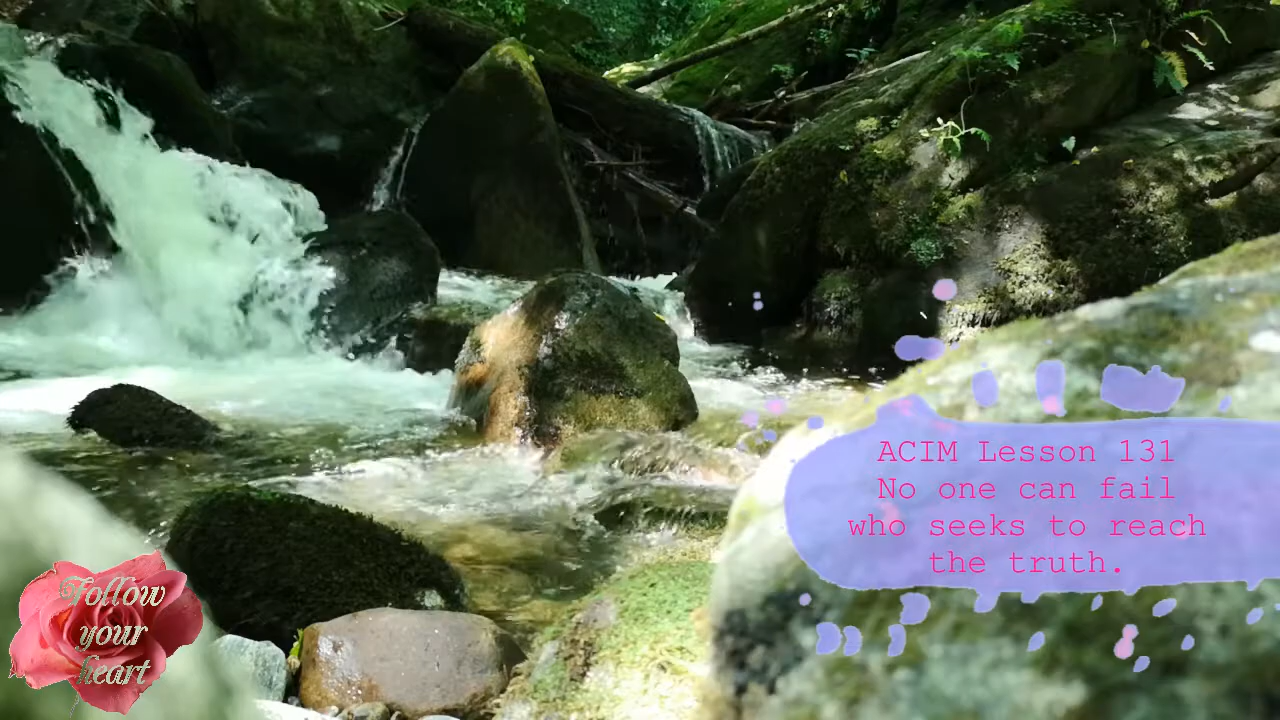 ACIM Lesson 131
No one can fail
who seeks to reach
the truth.
Follow
your
heart